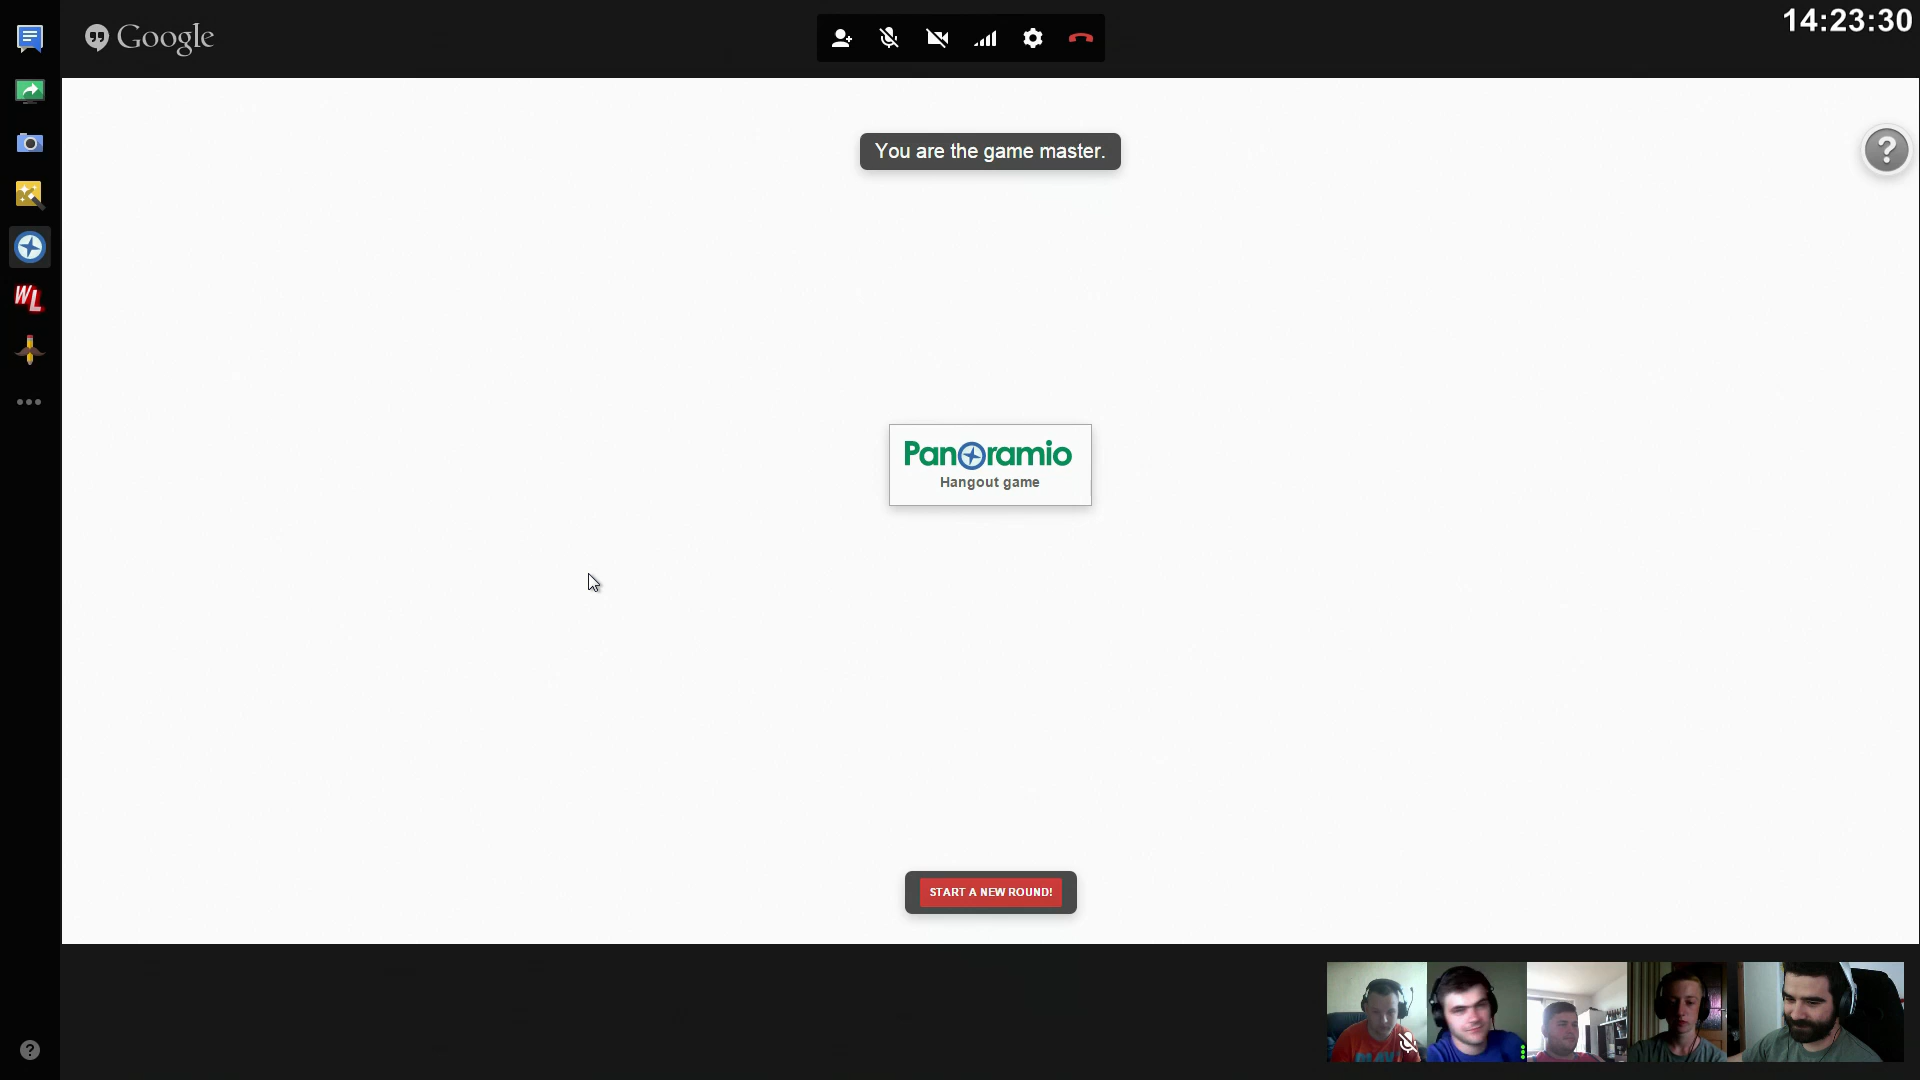 Google
14:23:30
You are the game master.
?
WL
Panoramio
Hangout game
START A NEW ROUND!
?